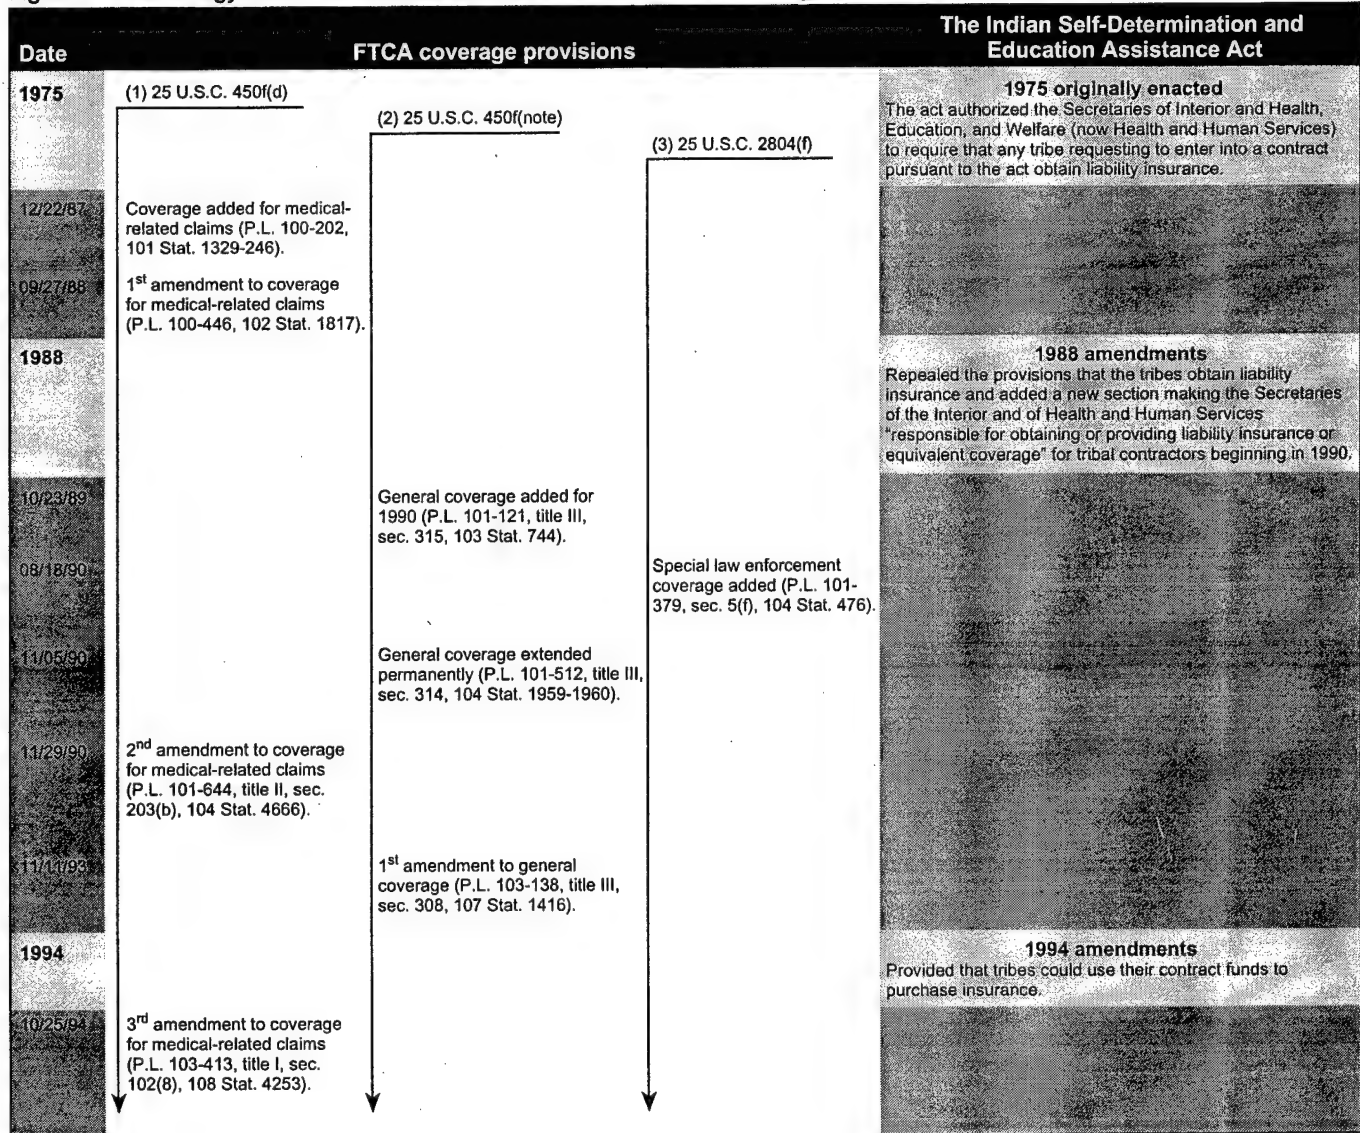 Date
FTCA coverage provisions
The Indian Self-Determination and
Education Assistance Act
1975
(1) 25 U.S.C. 450f(d)
(2) 25 U.S.C. 450f(note)
(3) 25 U.S.C. 2804(f)
1975 originally enacted
The act authorized the Secretaries of Interior and Health,
Education, and Welfare (now Health and Human Services)
to require that any tribe requesting to enter into a contract
pursuant to the act obtain liability insurance.
12/22/87
Coverage added for medical-
related claims (P.L. 100-202,
101 Stat. 1329-246).
09/27/88
1st amendment to coverage
for medical-related claims
(P.L. 100-446, 102 Stat. 1817).
1988
1988 amendments
Repealed the provisions that the tribes obtain liability
insurance and added a new section making the Secretaries
of the Interior and of Health and Human Services
"responsible for obtaining or providing liability insurance or
equivalent coverage" for tribal contractors beginning in 1990.
10/23/89
General coverage added for
1990 (P.L. 101-121, title III,
sec. 315, 103 Stat. 744).
08/18/90
Special law enforcement
coverage added (P.L. 101-
379, sec. 5(f), 104 Stat. 476).
11/05/90
General coverage extended
permanently (P.L. 101-512, title III,
sec. 314, 104 Stat. 1959-1960).
11/29/90
2nd amendment to coverage
for medical-related claims
(P.L. 101-644, title II, sec.
203(b), 104 Stat. 4666).
11/11/93
1st amendment to general
coverage (P.L. 103-138, title III,
sec. 308, 107 Stat. 1416).
1994
1994 amendments
Provided that tribes could use their contract funds to
purchase insurance.
10/25/94
3rd amendment to coverage
for medical-related claims
(P.L. 103-413, title I, sec.
102(8), 108 Stat. 4253).